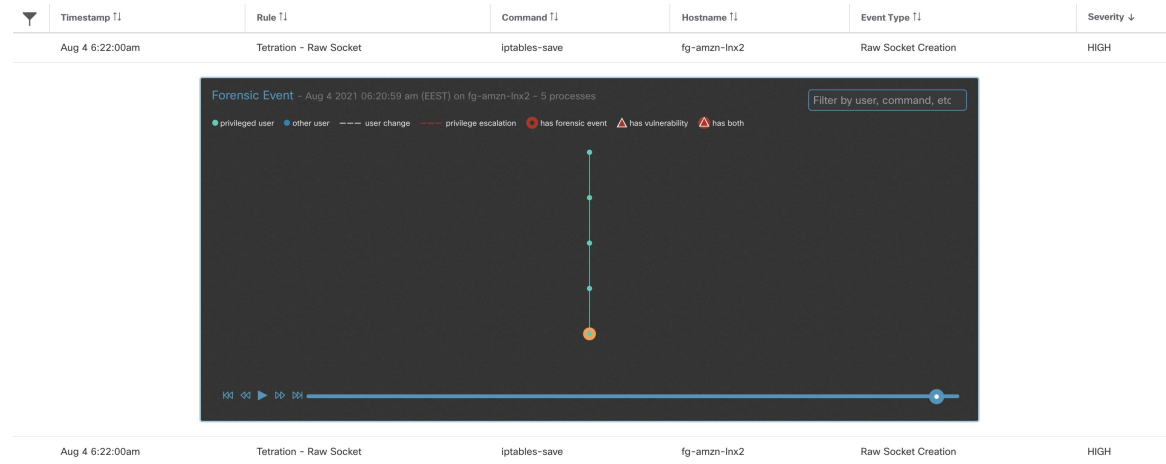 Timestamp ↑↓ Rule ↑↓ Command ↑↓ Hostname ↑↓ Event Type ↑↓ Severity ↓
Aug 4 6:22:00am Tetration - Raw Socket iptables-save fg-amzn-lnx2 Raw Socket Creation HIGH
Forensic Event - Aug 4 2021 06:20:59 am (EEST) on fg-amzn-lnx2 - 5 processes Filter by user, command, etc
privileged user other user user change privilege escalation has forensic event has vulnerability has both
Aug 4 6:22:00am Tetration - Raw Socket iptables-save fg-amzn-lnx2 Raw Socket Creation HIGH